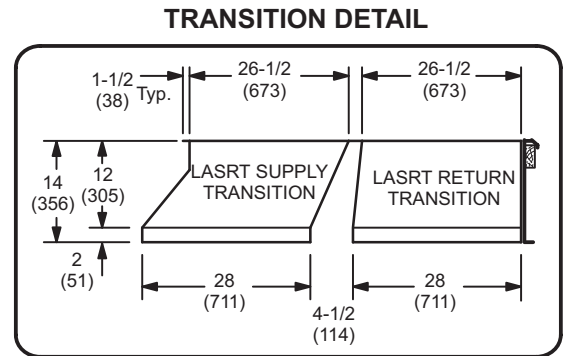 TRANSITION DETAIL
1-1/2
(38) Typ.
26-1/2
(673)
26-1/2
(673)
14
(356)
12
(305)
LASRT SUPPLY
TRANSITION
LASRT RETURN
TRANSITION
2
(51)
28
(711)
4-1/2
(114)
28
(711)